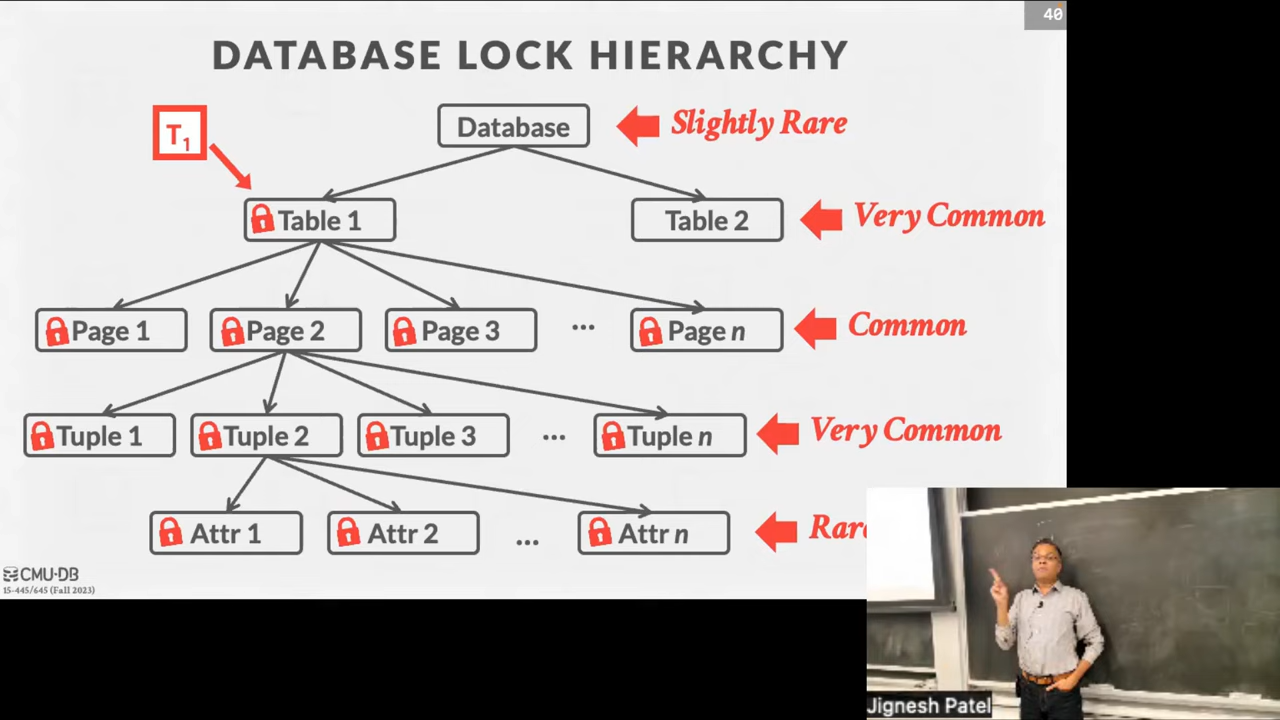 40
DATABASE LOCK HIERARCHY
T1
Database
Slightly Rare
Table 1
Table 2
Very Common
Page 1
Page 2
Page 3
...
Page n
Common
Tuple 1
Tuple 2
Tuple 3
...
Tuple n
Very Common
Attr 1
Attr 2
...
Attr n
Rare
CMU·DB
15-445/645 (Fall 2023)
Jignesh Patel